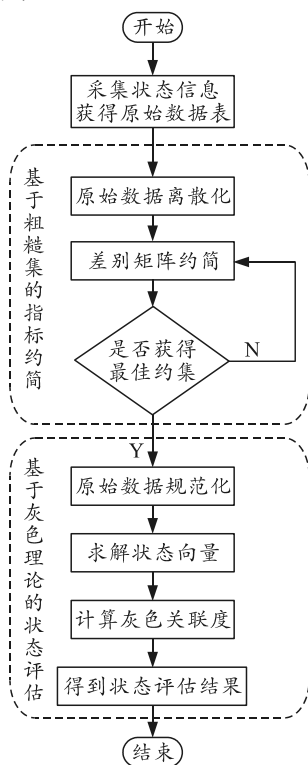 开始
采集状态信息
获得原始数据表
基于粗糙集的指标约简
原始数据离散化
差别矩阵约简
是否获得
最佳约集
N
Y
基于灰色理论的状态评估
原始数据规范化
求解状态向量
计算灰色关联度
得到状态评估结果
结束